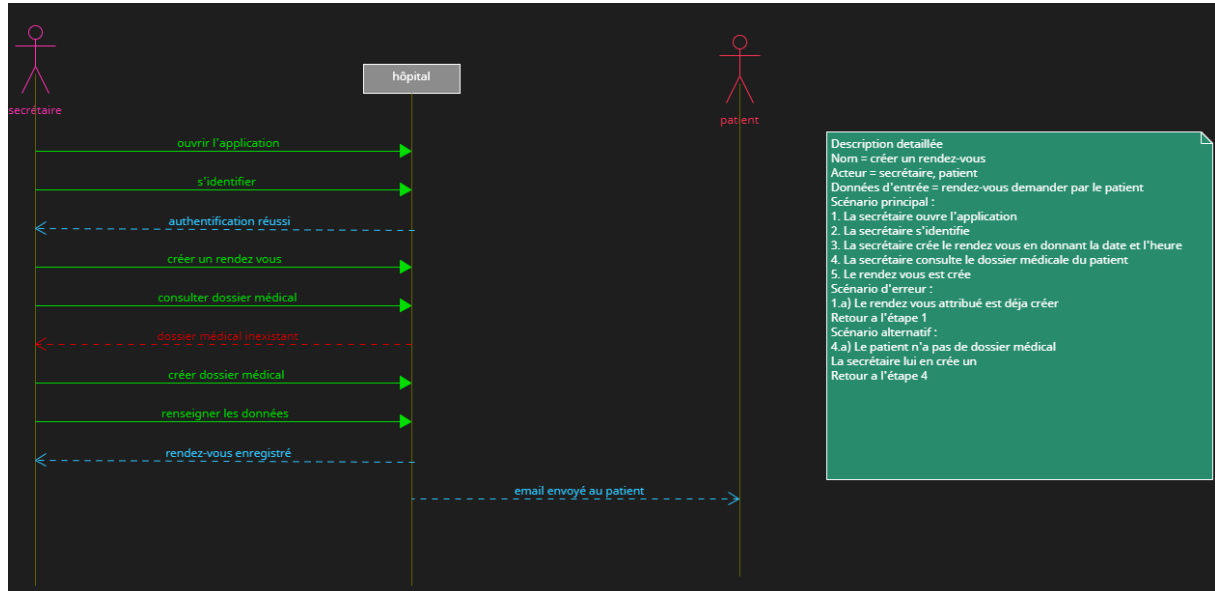 secrétaire
hôpital
patient
ouvrir l'application
s'identifier
authentification réussi
créer un rendez vous
consulter dossier médical
dossier médical inexistant
créer dossier médical
renseigner les données
rendez-vous enregistré
email envoyé au patient
Description detaillée
Nom = créer un rendez-vous
Acteur = secrétaire, patient
Données d'entrée = rendez-vous demander par le patient
Scénario principal :
1. La secrétaire ouvre l'application
2. La secrétaire s'identifie
3. La secrétaire crée le rendez vous en donnant la date et l'heure
4. La secrétaire consulte le dossier médicale du patient
5. Le rendez vous est crée
Scénario d'erreur :
1.a) Le rendez vous attribué est déja créer
Retour a l'étape 1
Scénario alternatif :
4.a) Le patient n'a pas de dossier médical
La secrétaire lui en crée un
Retour a l'étape 4